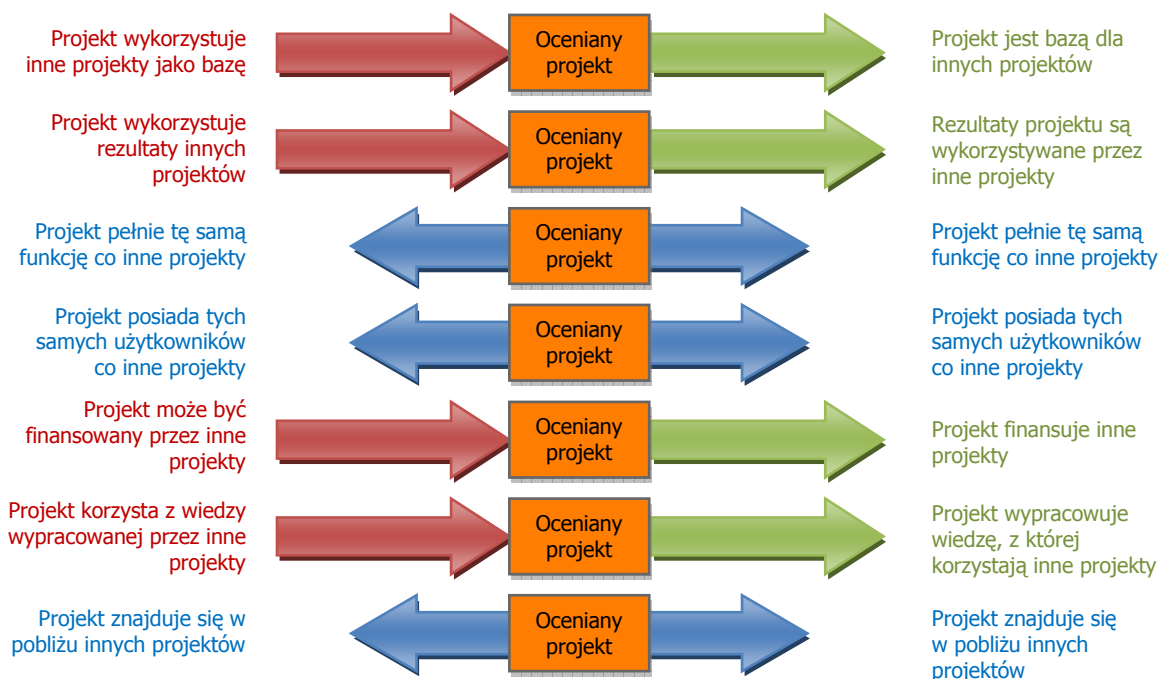 Projekt wykorzystuje
inne projekty jako bazę
Oceniany
projekt
Projekt jest bazą dla
innych projektów
Projekt wykorzystuje
rezultaty innych
projektów
Oceniany
projekt
Rezultaty projektu są
wykorzystywane przez
inne projekty
Projekt pełnie tę samą
funkcję co inne projekty
Oceniany
projekt
Projekt pełnie tę samą
funkcję co inne projekty
Projekt posiada tych
samych użytkowników
co inne projekty
Oceniany
projekt
Projekt posiada tych
samych użytkowników
co inne projekty
Projekt może być
finansowany przez inne
projekty
Oceniany
projekt
Projekt finansuje inne
projekty
Projekt korzysta z wiedzy
wypracowanej przez inne
projekty
Oceniany
projekt
Projekt wypracowuje
wiedzę, z której
korzystają inne projekty
Projekt znajduje się w
pobliżu innych projektów
Oceniany
projekt
Projekt znajduje się
w pobliżu innych
projektów